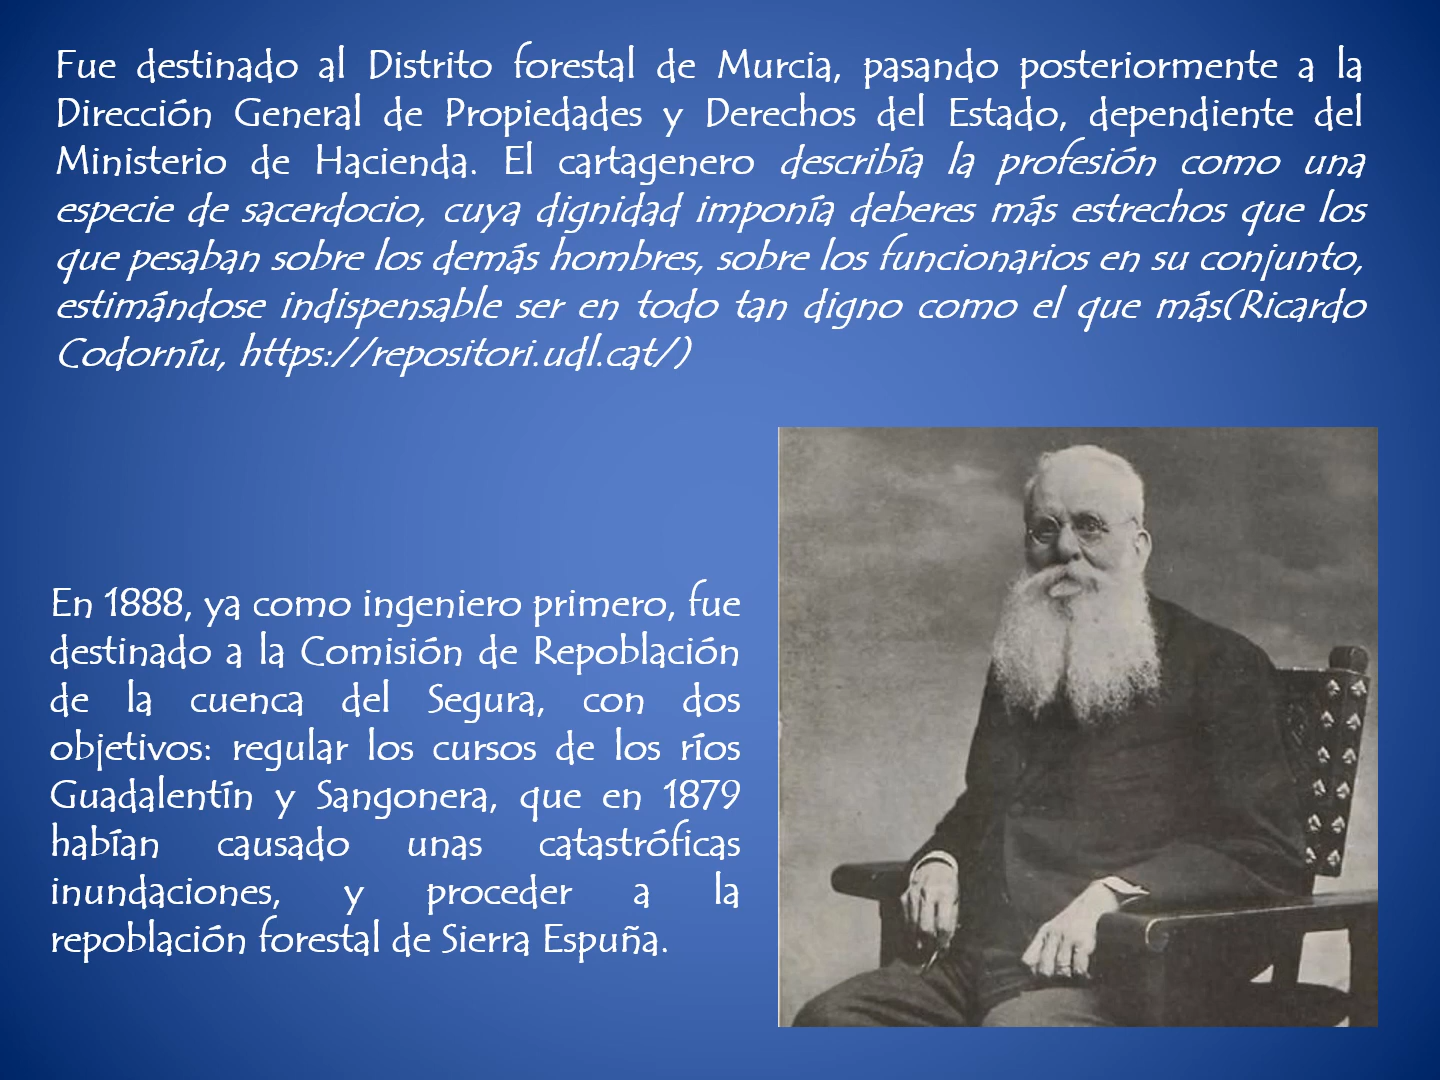 Fue destinado al Distrito forestal de Murcia, pasando posteriormente a la
Dirección General de Propiedades y Derechos del Estado, dependiente del
Ministerio de Hacienda. El cartagenero describía la profesión como una
especie de sacerdocio, cuya dignidad imponía deberes más estrechos que los
que pesaban sobre los demás hombres, sobre los funcionarios en su conjunto,
estimándose indispensable ser en todo tan digno como el que más(Ricardo
Codorníu, https://repositori.udl.cat/)
En 1888, ya como ingeniero primero, fue
destinado a la Comisión de Repoblación
de la cuenca del Segura, con dos
objetivos: regular los cursos de los ríos
Guadalentín y Sangonera, que en 1879
habían causado unas catastróficas
inundaciones, y proceder a la
repoblación forestal de Sierra Espuña.